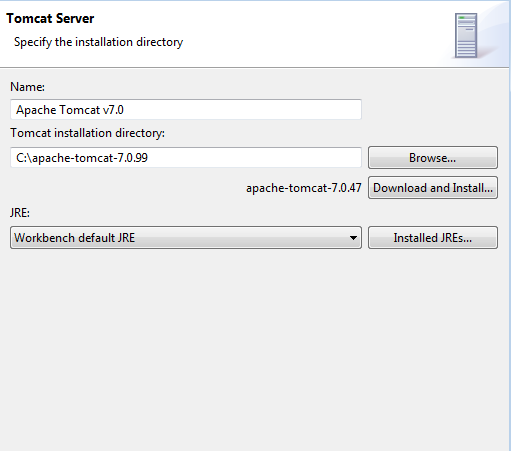 Tomcat Server
Specify the installation directory
Name:
Apache Tomcat v7.0
Tomcat installation directory:
C:\apache-tomcat-7.0.99
Browse...
apache-tomcat-7.0.47
Download and Install...
JRE:
Workbench default JRE
Installed JREs...